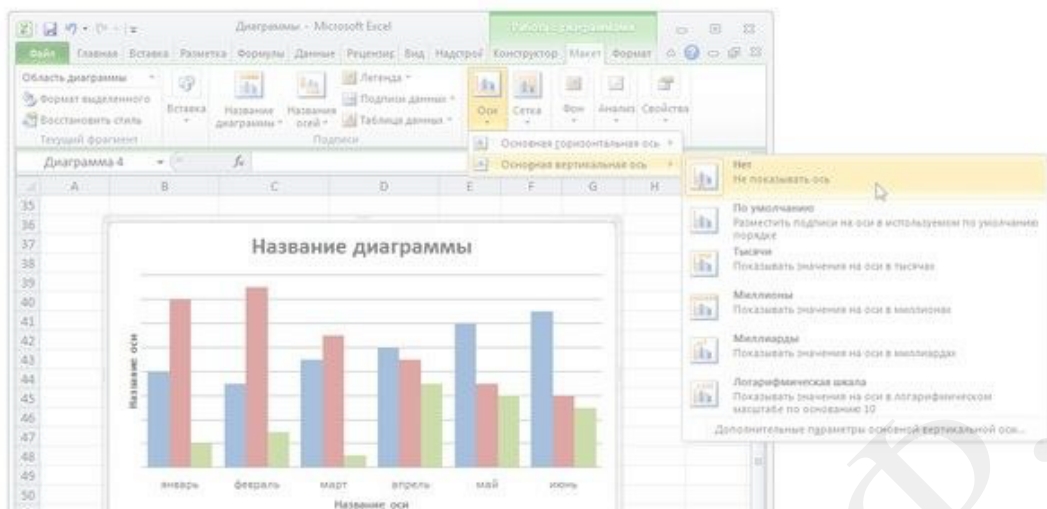 Диаграммы - Microsoft Excel
Работа с диаграммами
Файл Главная Вставка Разметка Формулы Данные Рецензир Вид Надстрої Конструктор Макет Формат
Область диаграммы
Формат выделенного
Восстановить стиль
Текущий фрагмент
Вставка
Название диаграммы
Названия осей
Легенда
Подписи данных
Таблица данных
Подписи
Оси
Сетка
Фон
Анализ
Свойства
Основная горизонтальная ось
Основная вертикальная ось
Диаграмма 4
fx
A B C D E F G H
35
36
37
38
39
40
41
42
43
44
45
46
47
48
49
50
Название диаграммы
Название оси
январь февраль март апрель май июнь
Название оси
Нет
Не показывать ось
По умолчанию
Разместить подписи на оси в используемом по умолчанию
порядке
Тысячи
Показывать значения на оси в тысячах
Миллионы
Показывать значения на оси в миллионах
Миллиарды
Показывать значения на оси в миллиардах
Логарифмическая шкала
Показывать значения на оси в логарифмическом
масштабе по основанию 10
Дополнительные параметры основной вертикальной оси...